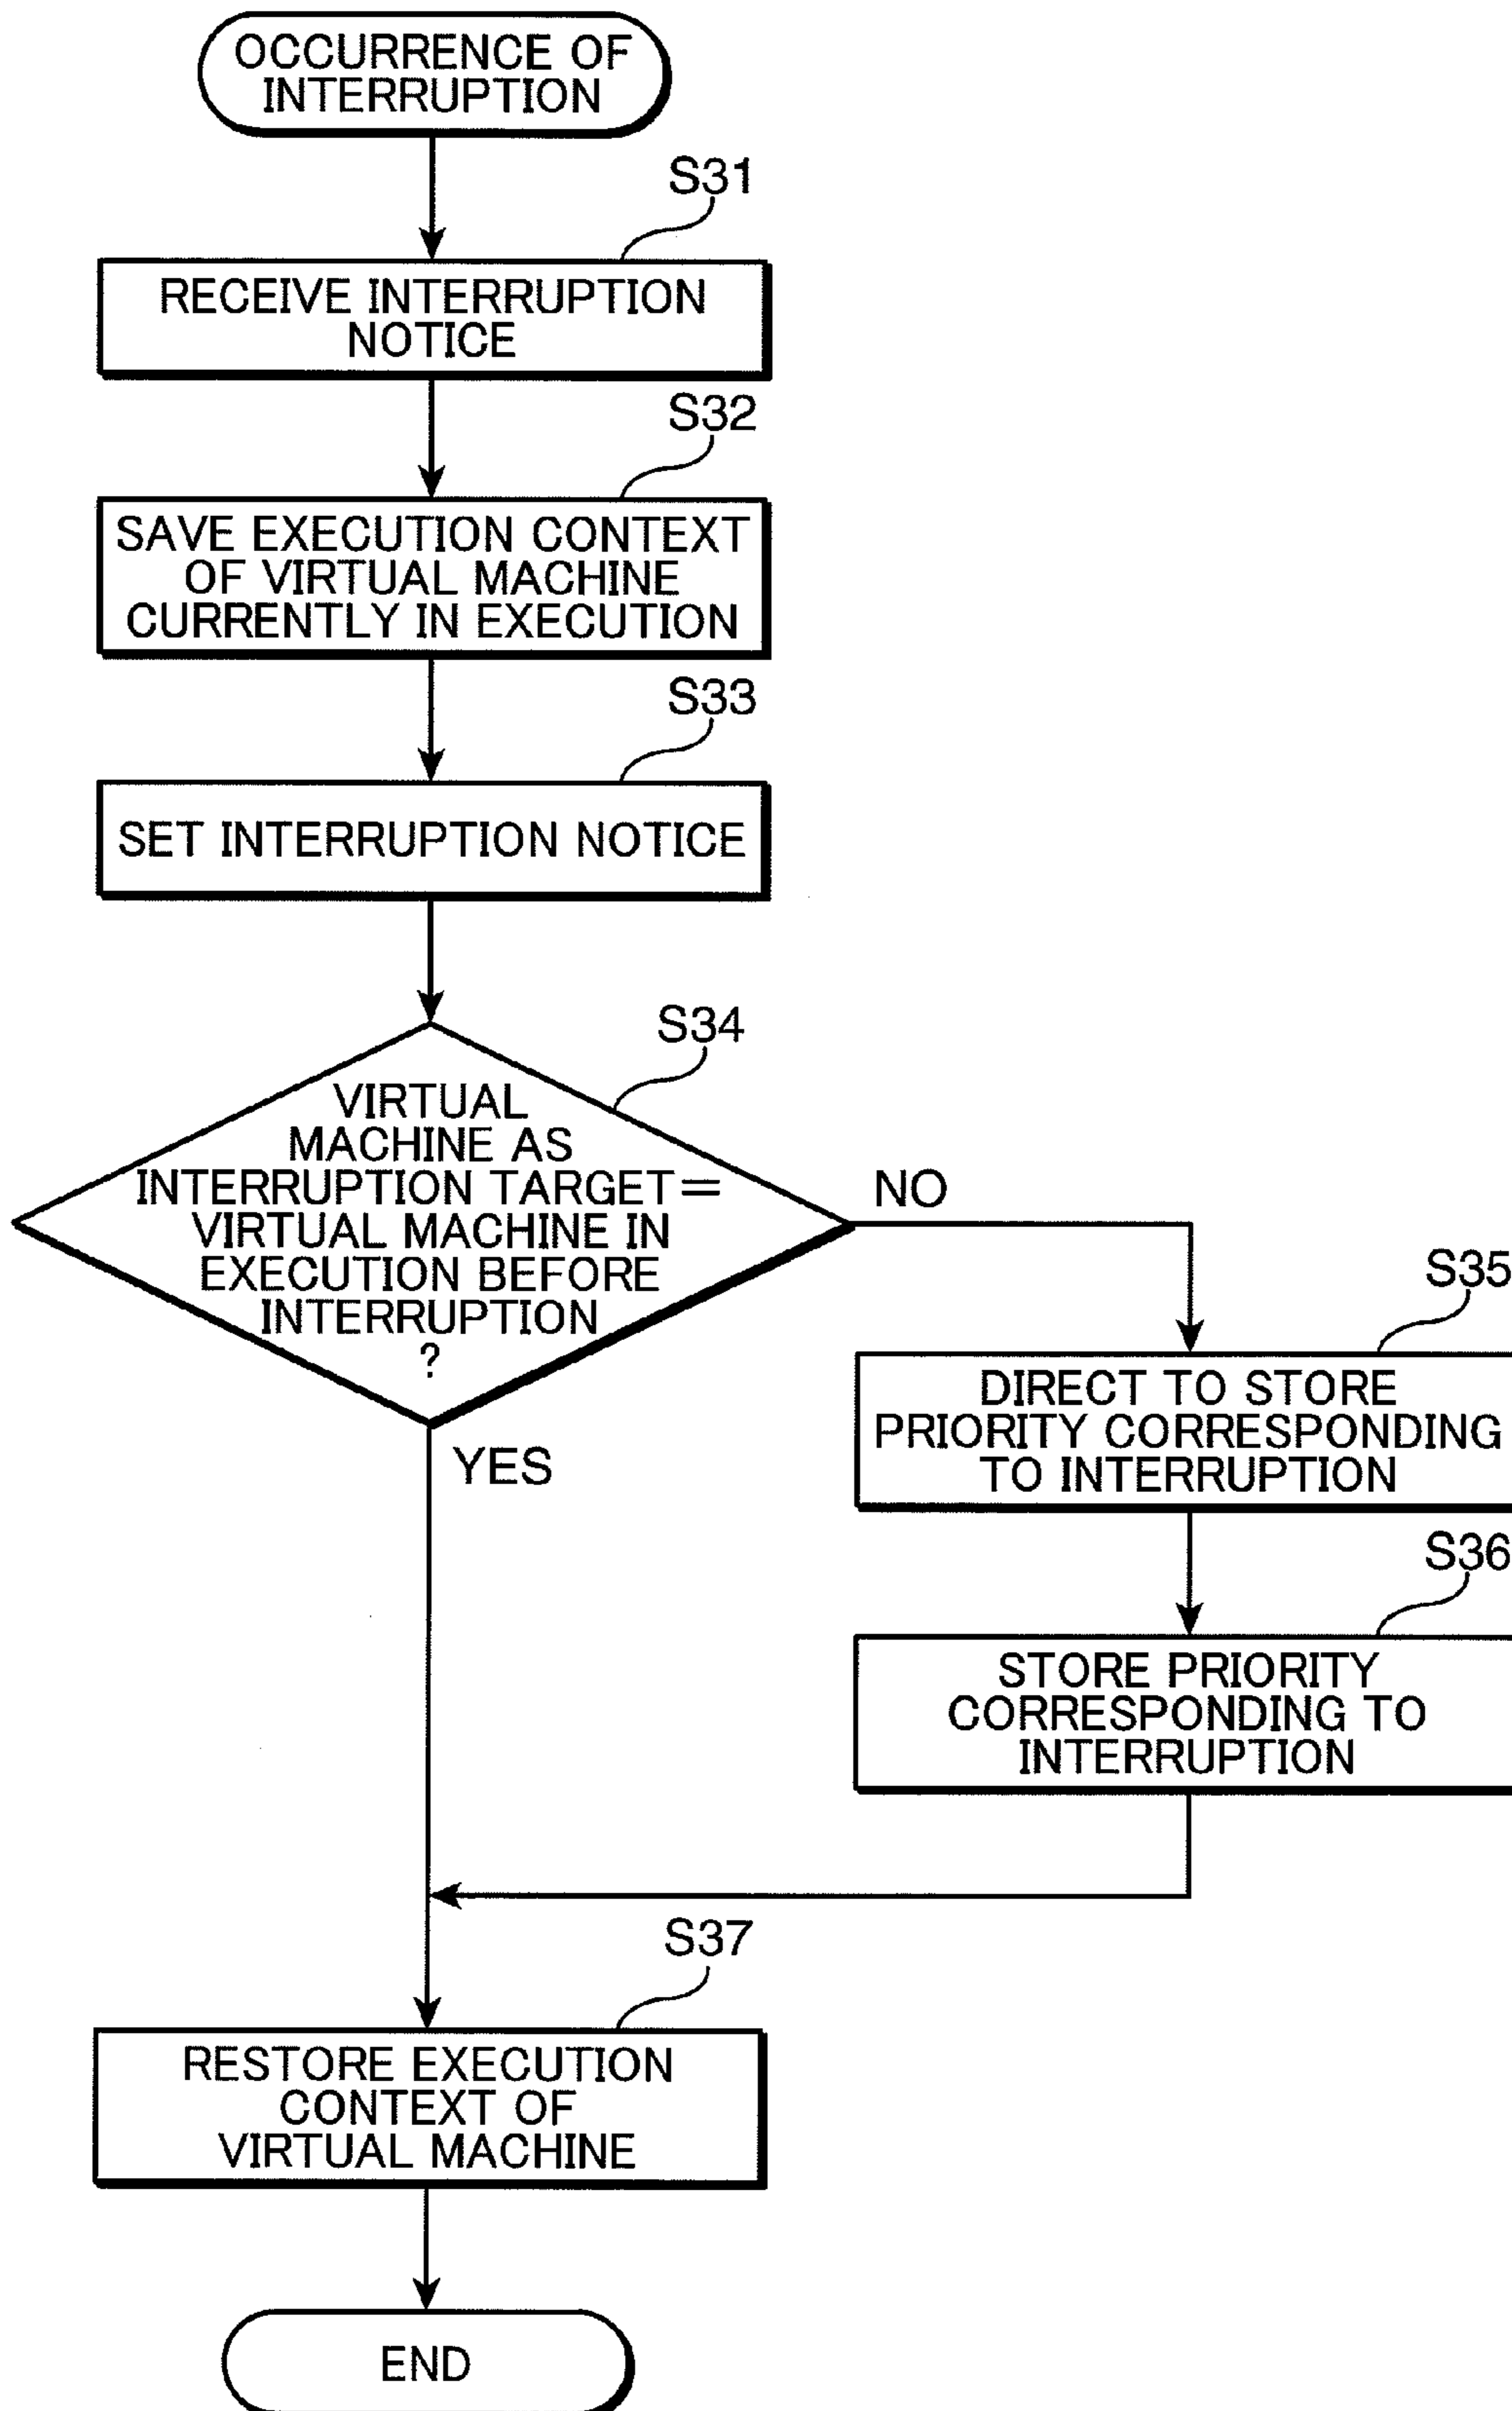 OCCURRENCE OF
INTERRUPTION
S31
RECEIVE INTERRUPTION
NOTICE
S32
SAVE EXECUTION CONTEXT
OF VIRTUAL MACHINE
CURRENTLY IN EXECUTION
S33
SET INTERRUPTION NOTICE
S34
VIRTUAL
MACHINE AS
INTERRUPTION TARGET=
VIRTUAL MACHINE IN
EXECUTION BEFORE
INTERRUPTION
?
NO
YES
S35
DIRECT TO STORE
PRIORITY CORRESPONDING
TO INTERRUPTION
S36
STORE PRIORITY
CORRESPONDING TO
INTERRUPTION
S37
RESTORE EXECUTION
CONTEXT OF
VIRTUAL MACHINE
END